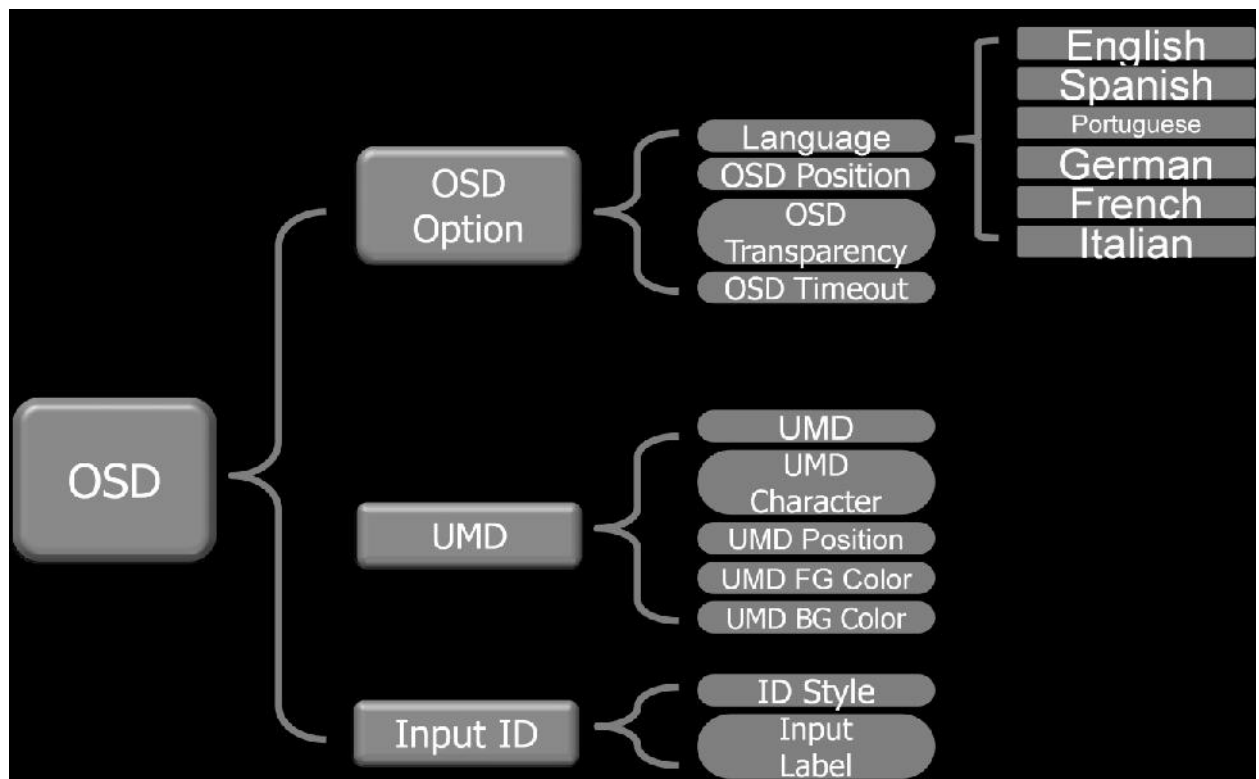 OSD
OSD
Option
Language
OSD Position
OSD
Transparency
OSD Timeout
English
Spanish
Portuguese
German
French
Italian
UMD
UMD
UMD
Character
UMD Position
UMD FG Color
UMD BG Color
Input ID
ID Style
Input
Label